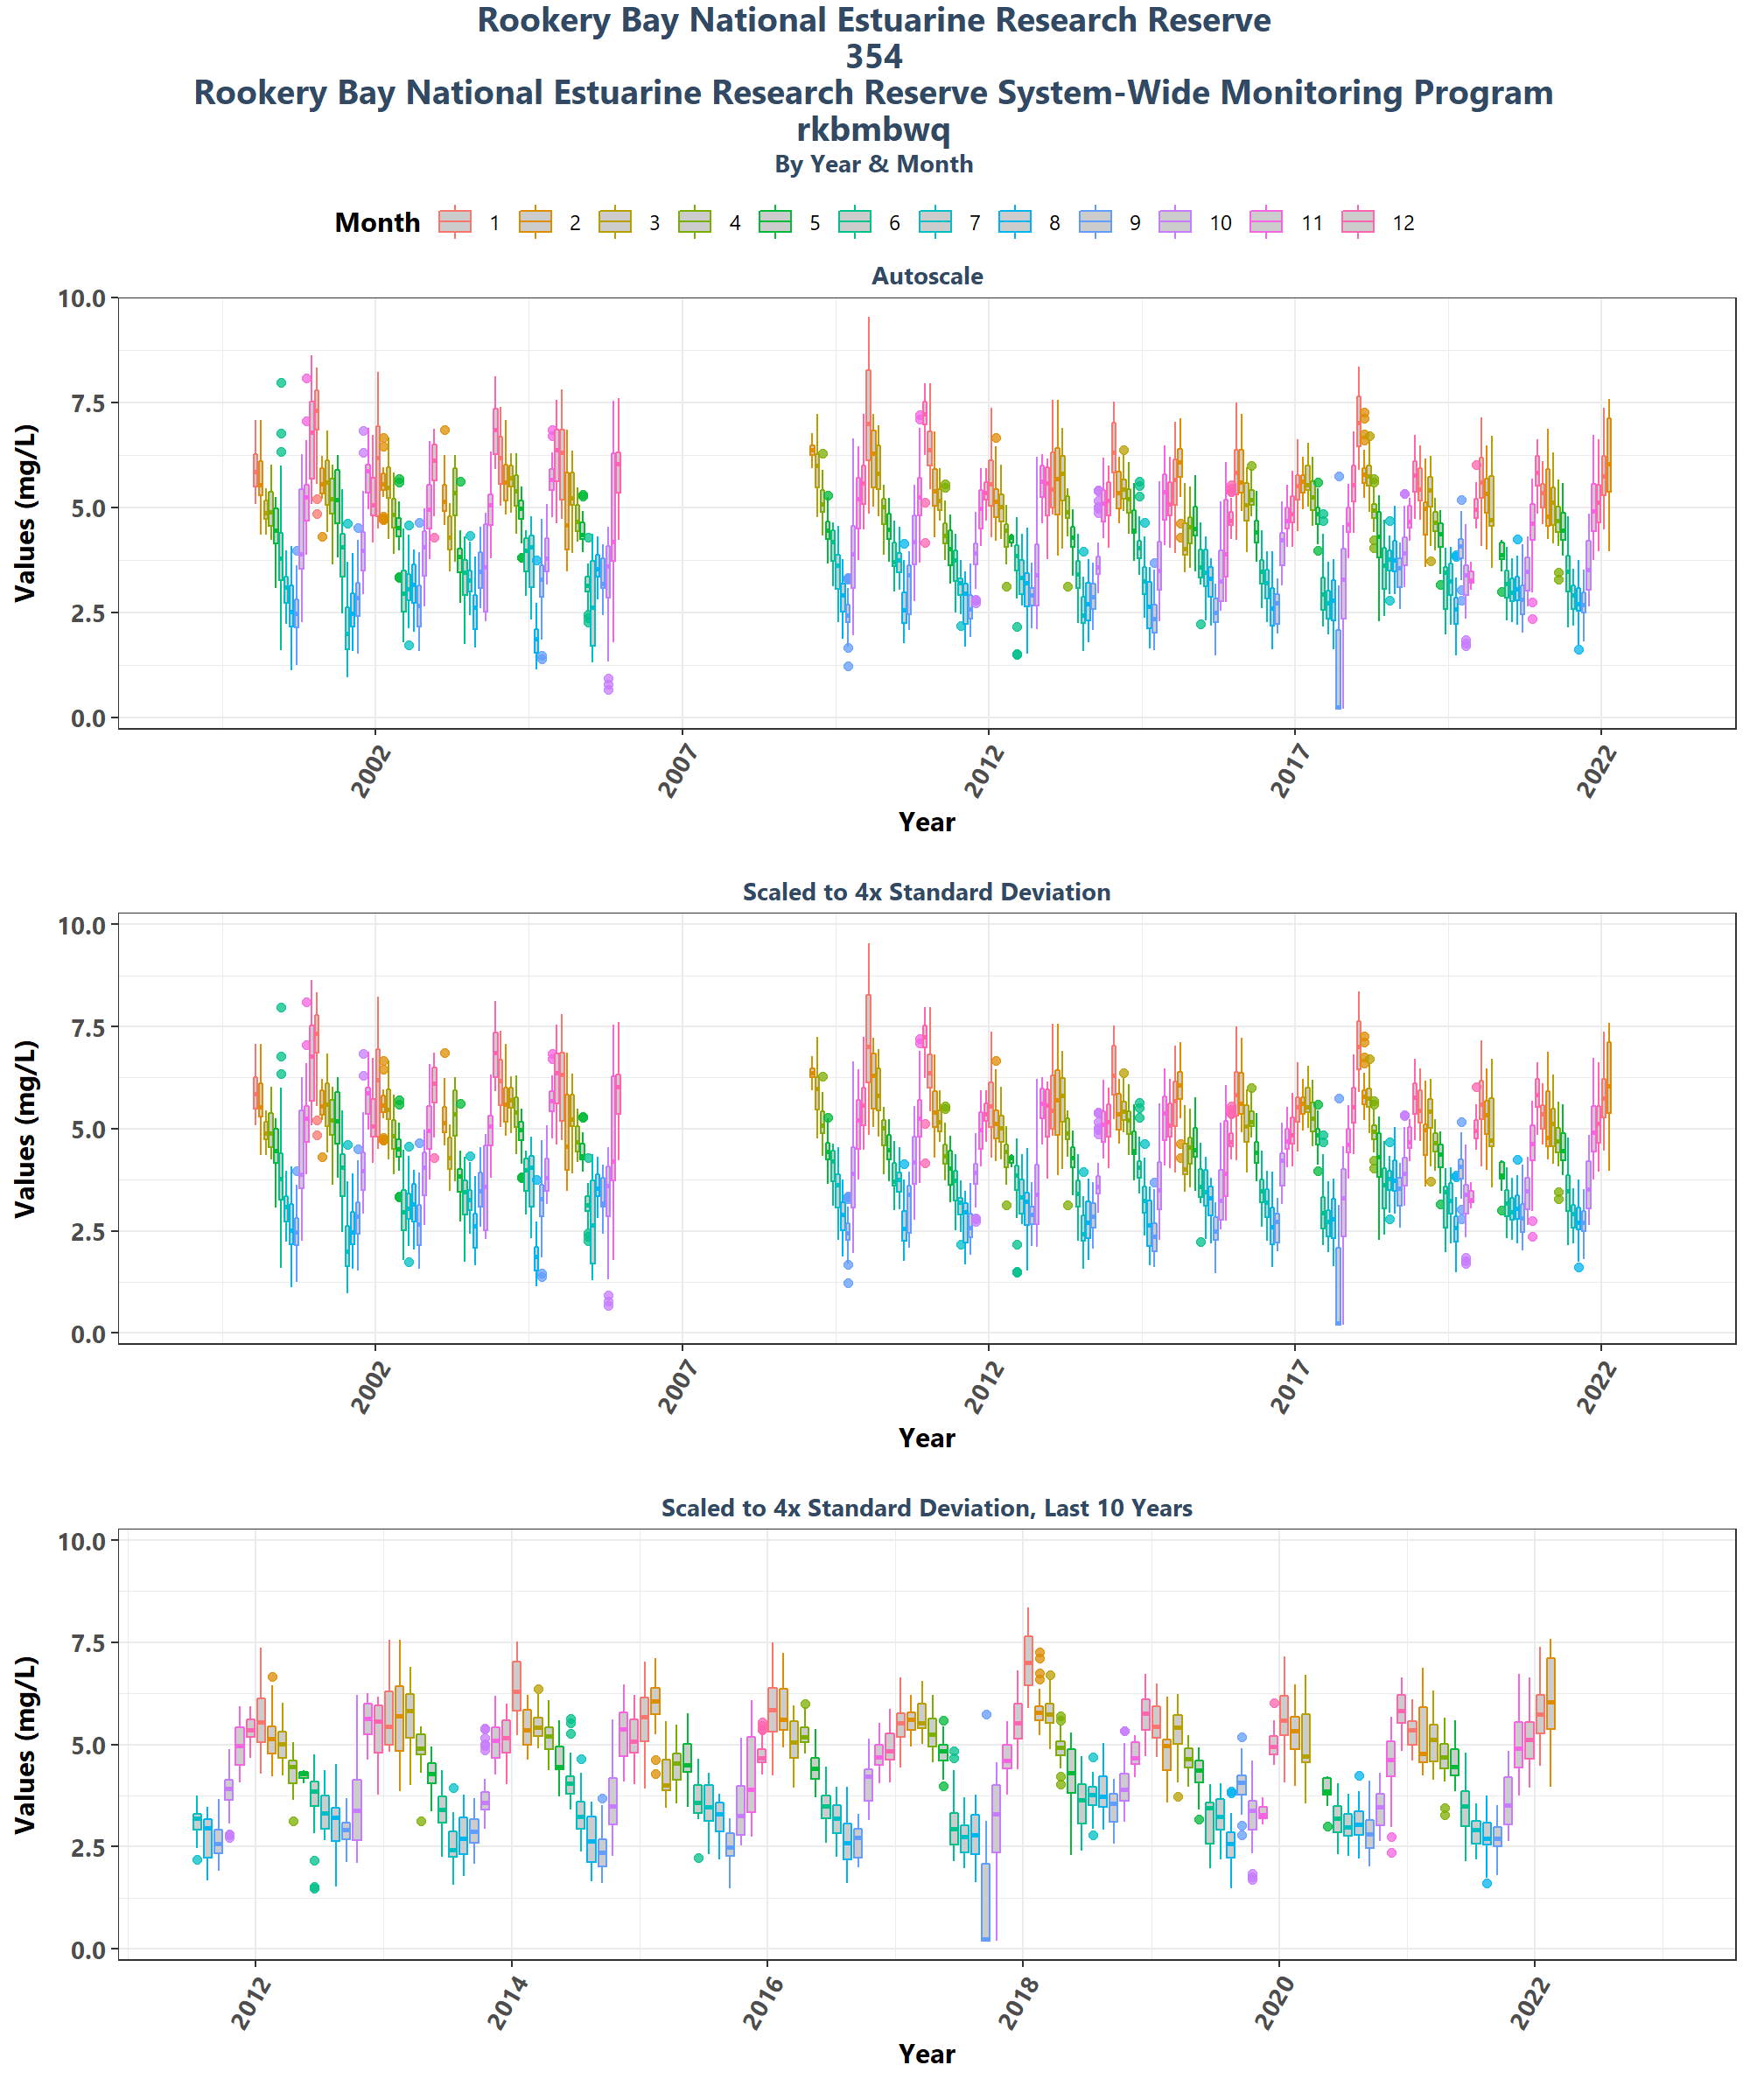 Rookery Bay National Estuarine Research Reserve
354
Rookery Bay National Estuarine Research Reserve System-Wide Monitoring Program
rkbmbwq
By Year & Month
Month 1 2 3 4 5 6 7 8 9 10 11 12
Autoscale
10.0
7.5
5.0
2.5
0.0
Values (mg/L)
2002 2007 2012 2017 2022
Year
Scaled to 4x Standard Deviation
10.0
7.5
5.0
2.5
0.0
Values (mg/L)
2002 2007 2012 2017 2022
Year
Scaled to 4x Standard Deviation, Last 10 Years
10.0
7.5
5.0
2.5
0.0
Values (mg/L)
2012 2014 2016 2018 2020 2022
Year